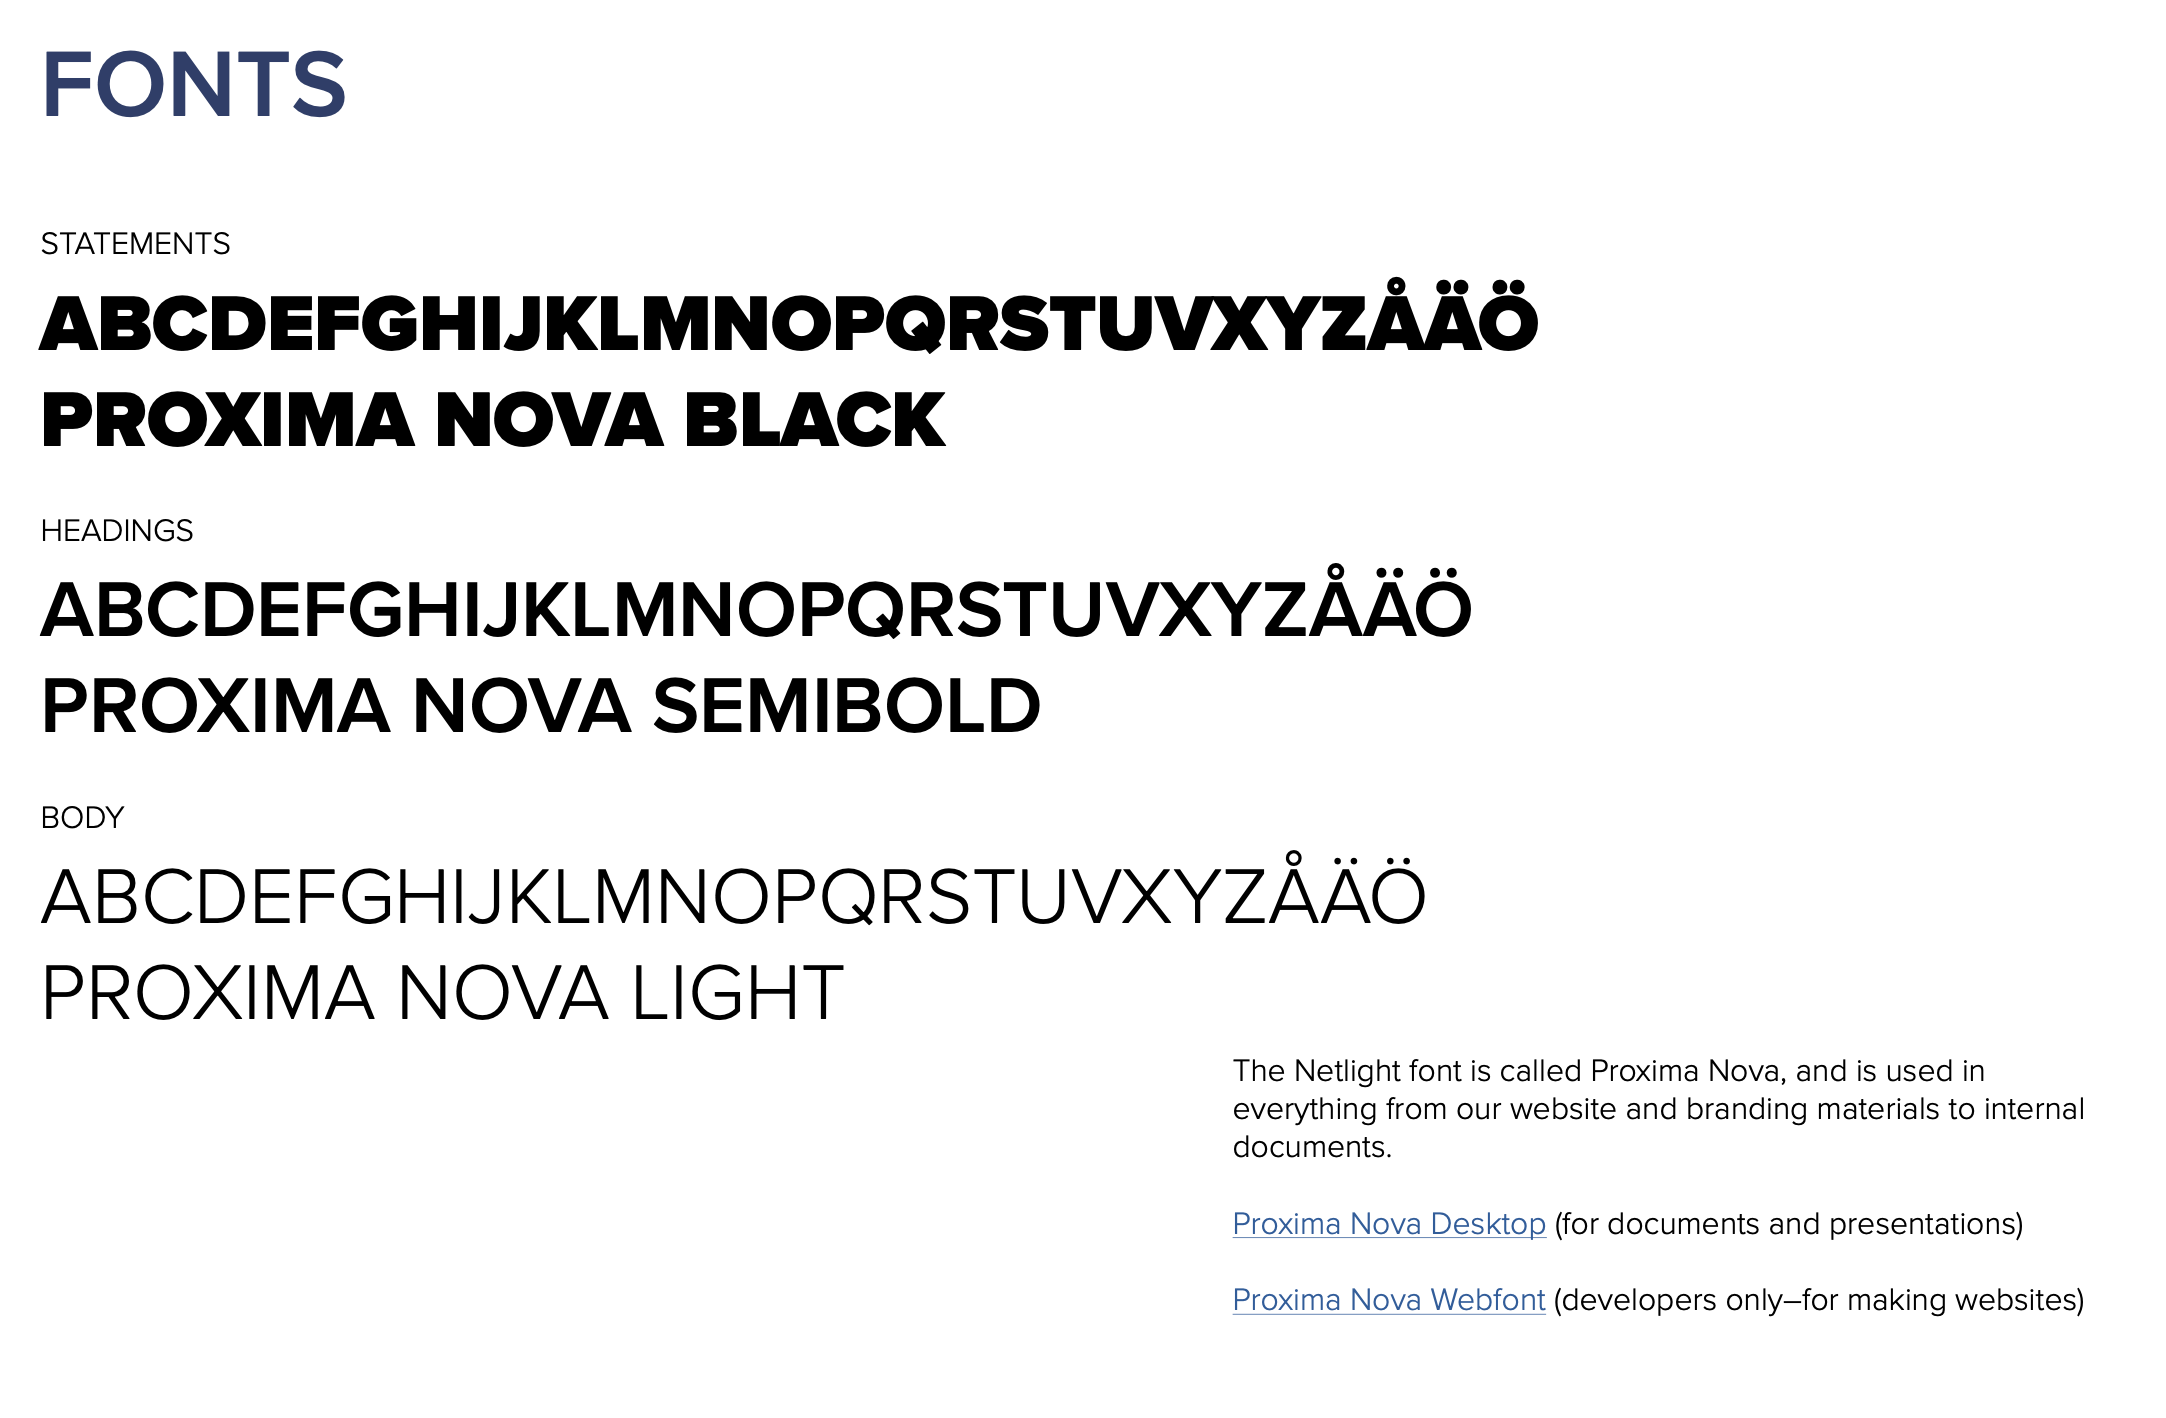 FONTS
STATEMENTS
ABCDEFGHIJKLMNOPQRSTUVXYZÅÄÖ
PROXIMA NOVA BLACK
HEADINGS
ABCDEFGHIJKLMNOPQRSTUVXYZÅÄÖ
PROXIMA NOVA SEMIBOLD
BODY
ABCDEFGHIJKLMNOPQRSTUVXYZÅÄÖ
PROXIMA NOVA LIGHT
The Netlight font is called Proxima Nova, and is used in
everything from our website and branding materials to internal
documents.
Proxima Nova Desktop (for documents and presentations)
Proxima Nova Webfont (developers only–for making websites)